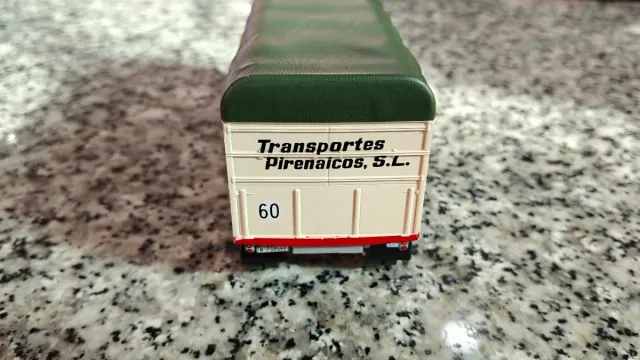 Transportes
Pirenaicos, S.L.
60